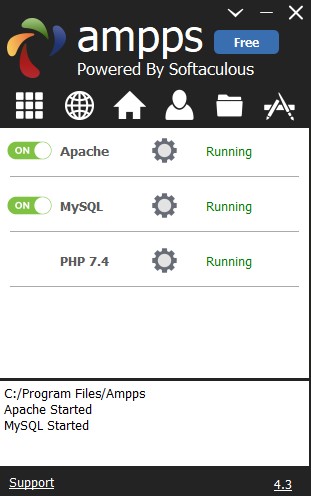 ampps
Free
Powered By Softaculous
ON Apache Running
ON MySQL Running
PHP 7.4 Running
C:/Program Files/Ampps
Apache Started
MySQL Started
Support 4.3